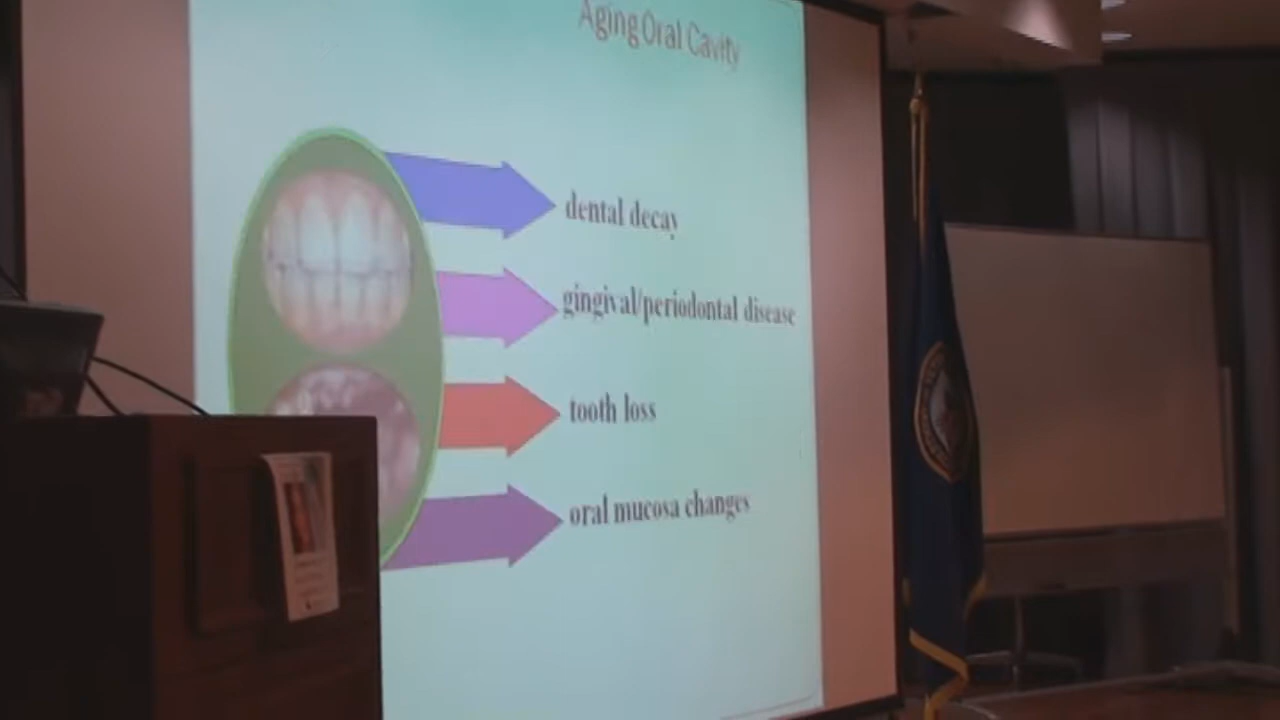 Aging Oral Cavity
dental decay
gingival/periodontal disease
tooth loss
oral mucosa changes